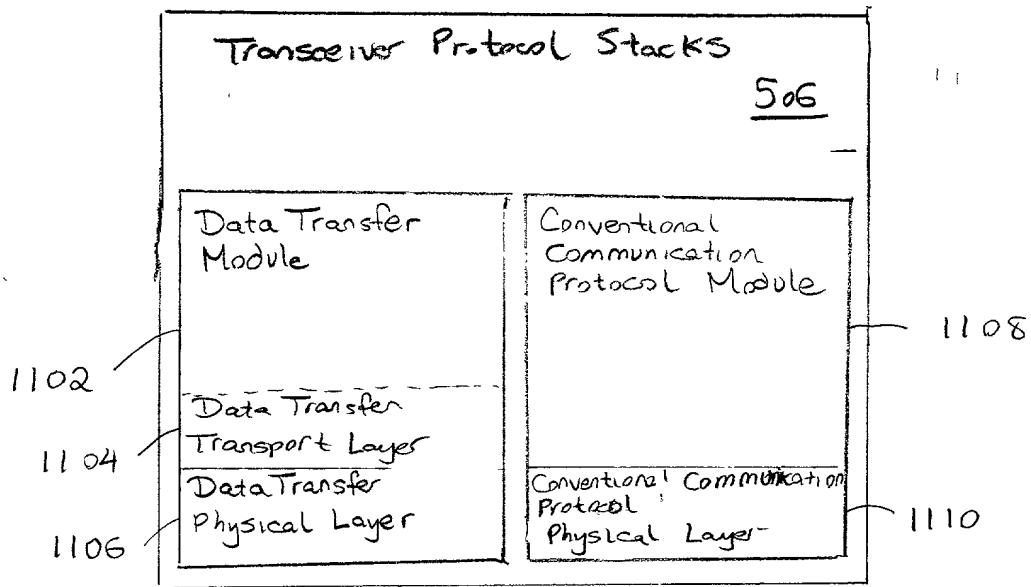 Transceiver Protocol Stacks
506
Data Transfer
Module
1102
Data Transfer
Transport Layer
1104
Data Transfer
Physical Layer
1106
Conventional
Communication
Protocol Module
1108
Conventional Communication
Protocol
Physical Layer
1110